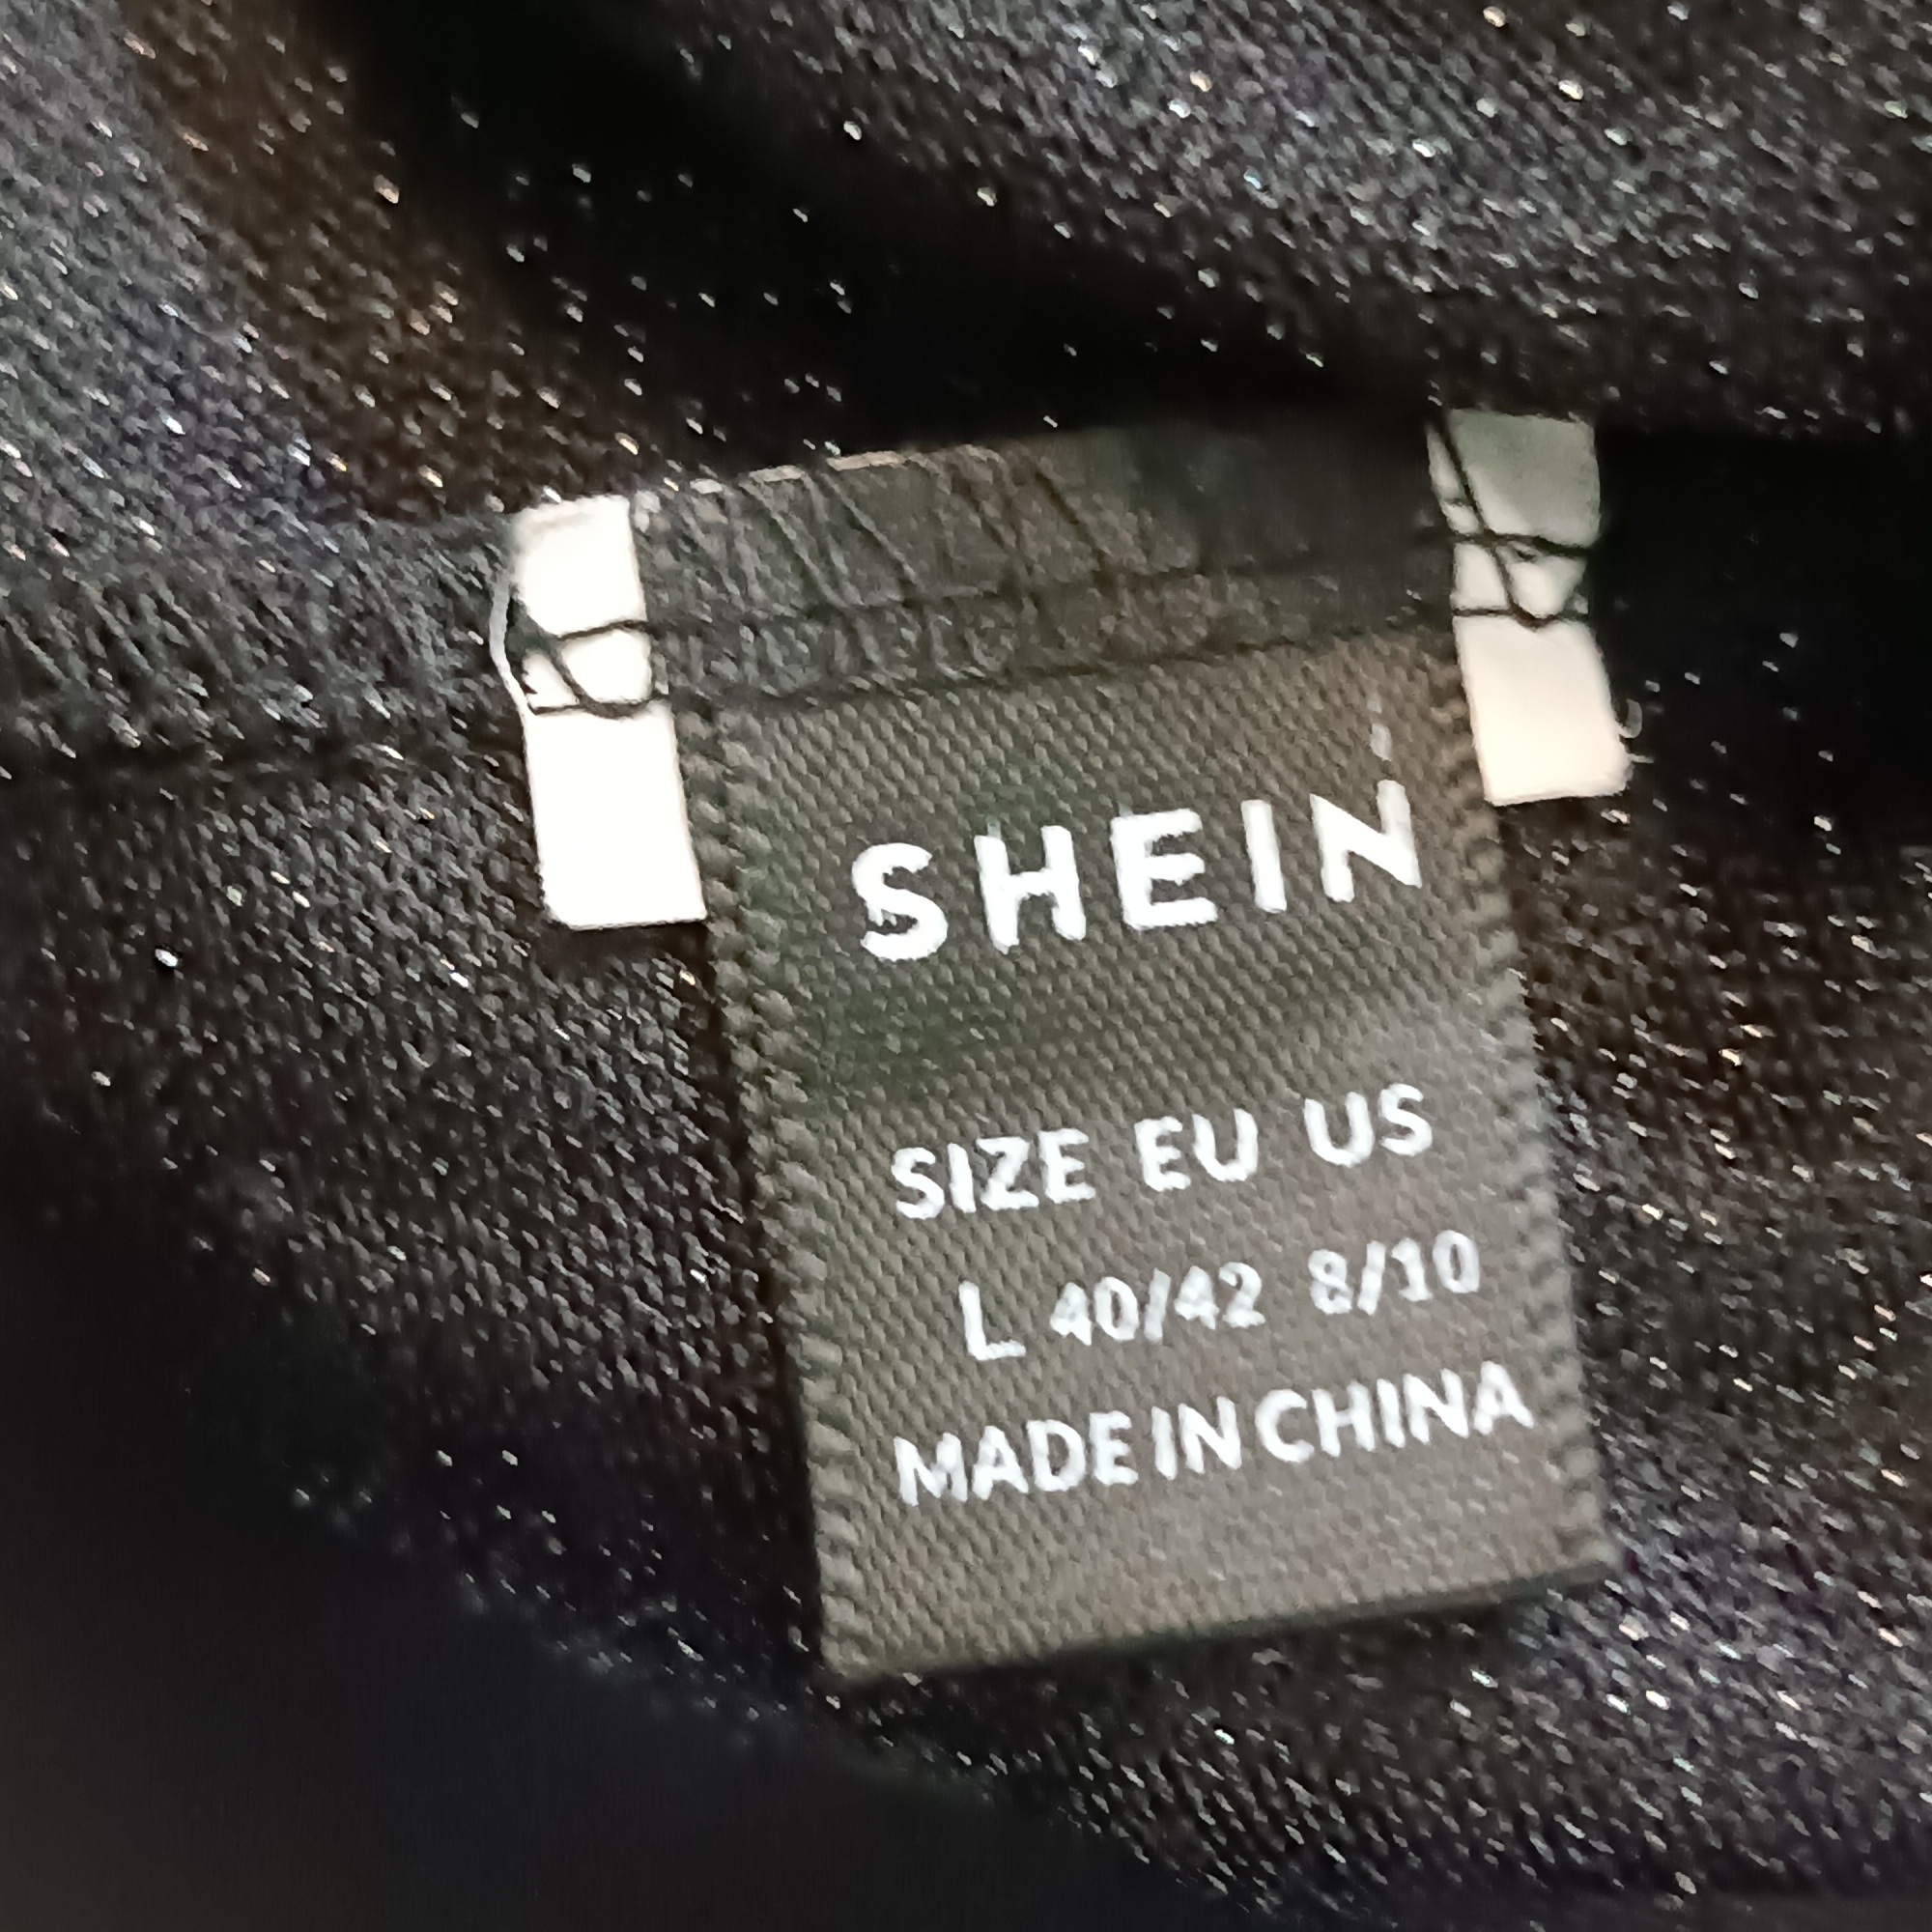 SHEIN
SIZE EU US
L 40/42 8/10
MADE IN CHINA